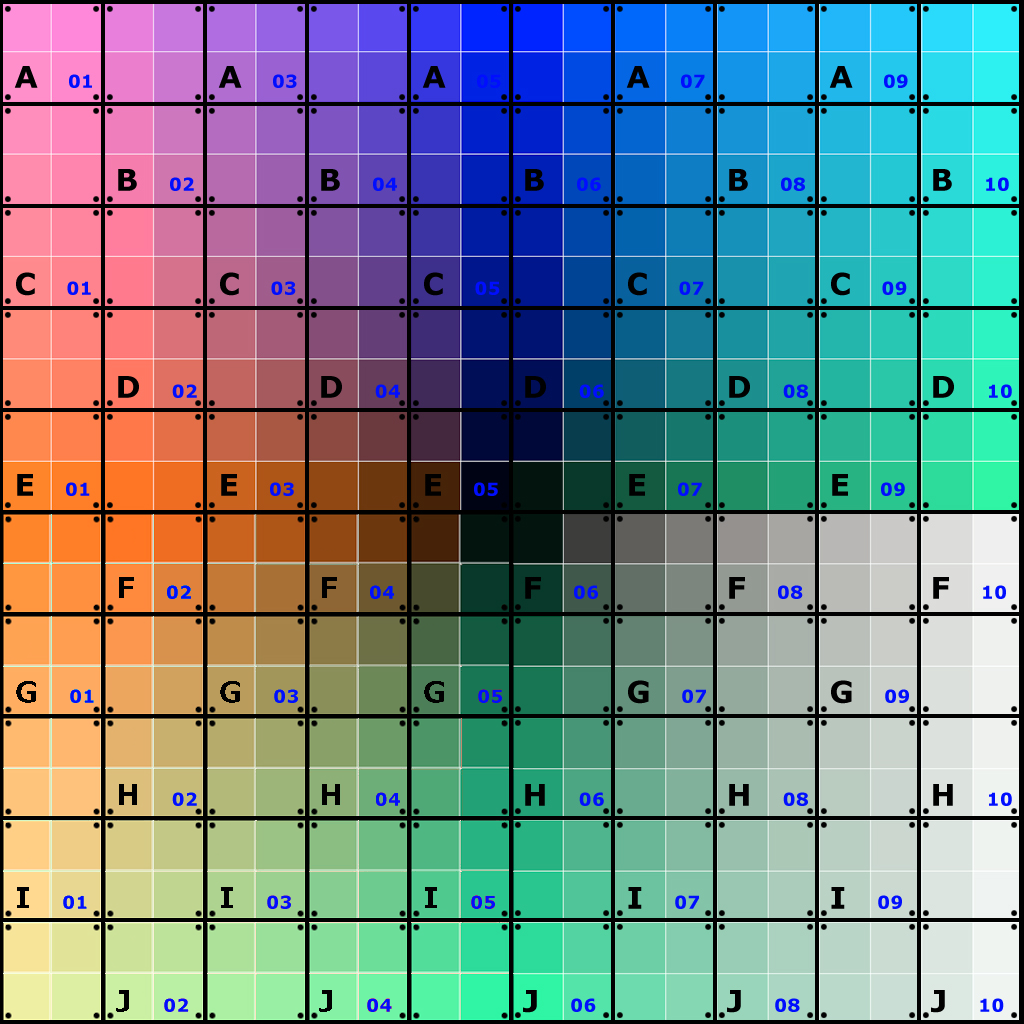 A 01 A 03 A 05 A 07 A 09
B 02 B 04 B 06 B 08 B 10
C 01 C 03 C 05 C 07 C 09
D 02 D 04 D 06 D 08 D 10
E 01 E 03 E 05 E 07 E 09
F 02 F 04 F 06 F 08 F 10
G 01 G 03 G 05 G 07 G 09
H 02 H 04 H 06 H 08 H 10
I 01 I 03 I 05 I 07 I 09
J 02 J 04 J 06 J 08 J 10